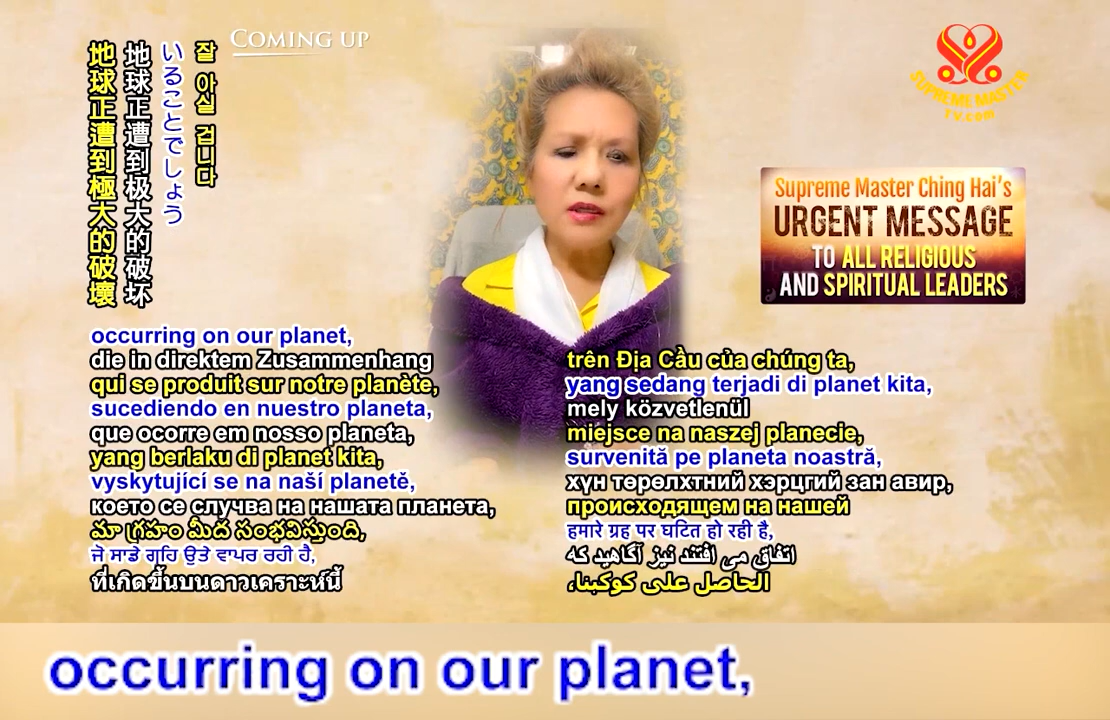 COMING UP
잘 아실 겁니다
いることでしょう
地球正遭到极大的破坏
地球正遭到極大的破壞
SUPREME MASTER
TV.com
Supreme Master Ching Hai's
URGENT MESSAGE
TO ALL RELIGIOUS
AND SPIRITUAL LEADERS
occurring on our planet,
die in direktem Zusammenhang
qui se produit sur notre planète,
sucediendo en nuestro planeta,
que ocorre em nosso planeta,
yang berlaku di planet kita,
vyskytující se na naší planetě,
което се случва на нашата планета,
మా గ్రహం మీద సంభవిస్తుంది,
ਜੋ ਸਾਡੇ ਗ੍ਰਹਿ ਉਤੇ ਵਾਪਰ ਰਹੀ ਹੈ,
ที่เกิดขึ้นบนดาวเคราะห์นี้
trên Địa Cầu của chúng ta,
yang sedang terjadi di planet kita,
mely közvetlenül
miejsce na naszej planecie,
survenită pe planeta noastră,
хүн төрөлхтний хэрцгий зан авир,
происходящем на нашей
हमारे ग्रह पर घटित हो रही है,
اتفاق می افتند نیز آگاهید که
الحاصل على كوكبنا،
occurring on our planet,